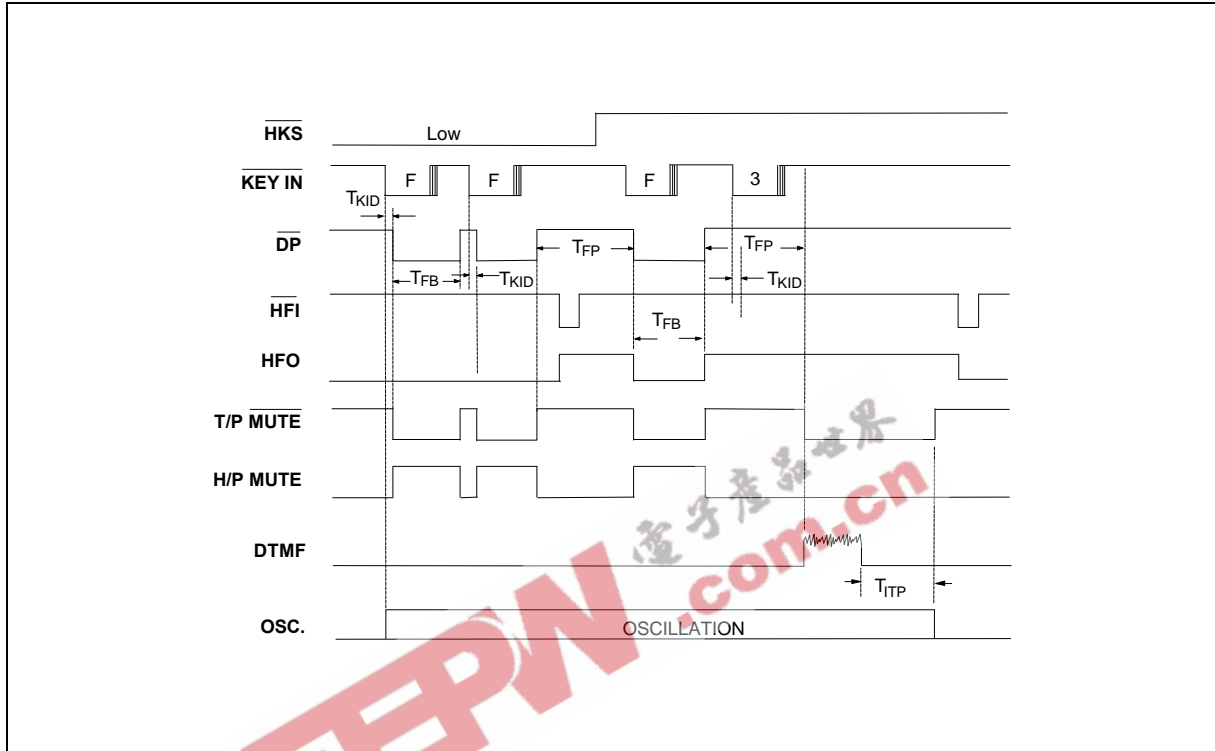 HKS
Low
KEY IN
F
F
F
3
TKID
DP
TFP
TFP
TFB
TKID
TKID
HFI
TFB
HFO
T/P MUTE
H/P MUTE
電子產品世界
.com.cn
DTMF
TITP
OSC.
OSCILLATION
EEPW